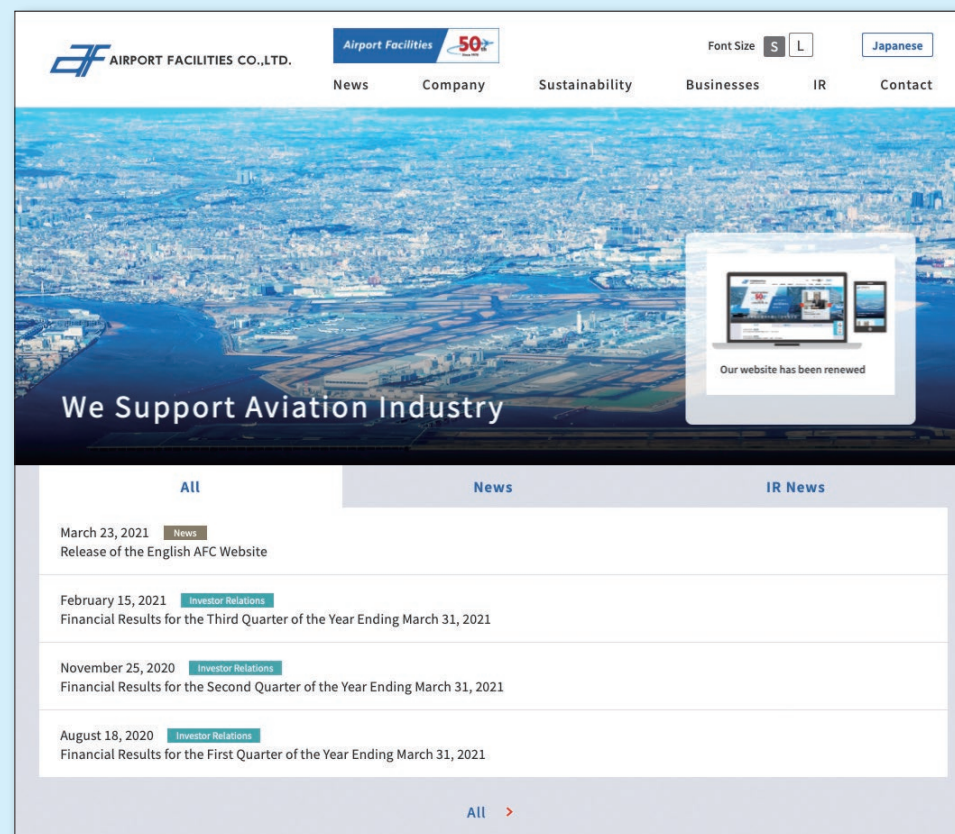 AIRPORT FACILITIES CO.,LTD.
Airport Facilities 50th
Font Size S L
Japanese
News Company Sustainability Businesses IR Contact
We Support Aviation Industry
Our website has been renewed
All News IR News
March 23, 2021 News
Release of the English AFC Website
February 15, 2021 Investor Relations
Financial Results for the Third Quarter of the Year Ending March 31, 2021
November 25, 2020 Investor Relations
Financial Results for the Second Quarter of the Year Ending March 31, 2021
August 18, 2020 Investor Relations
Financial Results for the First Quarter of the Year Ending March 31, 2021
All >